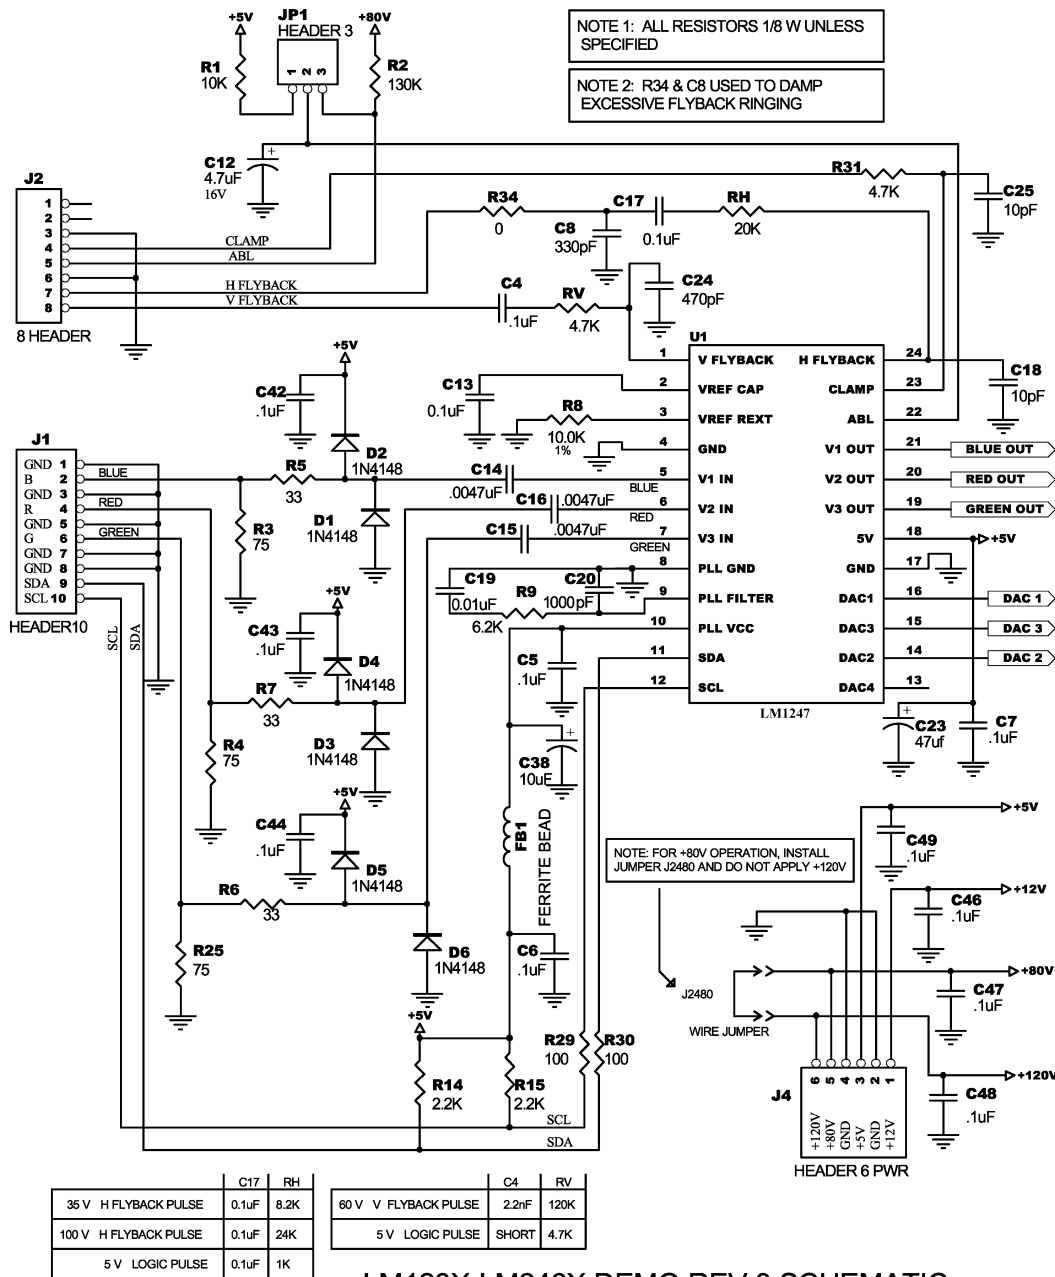 +5V
JP1
HEADER 3
+80V
NOTE 1: ALL RESISTORS 1/8 W UNLESS
SPECIFIED
R1
10K
1 2 3
R2
130K
NOTE 2: R34 & C8 USED TO DAMP
EXCESSIVE FLYBACK RINGING
C12
+
4.7uF
16V
J2
1
2
3
4
5
6
7
8
8 HEADER
CLAMP
ABL
H FLYBACK
V FLYBACK
R34
0
C8
330pF
C17
0.1uF
RH
20K
R31
4.7K
C25
10pF
C4
.1uF
RV
4.7K
C24
470pF
U1
1 V FLYBACK
2 VREF CAP
3 VREF REXT
4 GND
5 V1 IN
6 V2 IN
7 V3 IN
8 PLL GND
9 PLL FILTER
10 PLL VCC
11 SDA
12 SCL
H FLYBACK 24
CLAMP 23
ABL 22
V1 OUT 21
V2 OUT 20
V3 OUT 19
5V 18
GND 17
DAC1 16
DAC3 15
DAC2 14
DAC4 13
LM1247
C18
10pF
BLUE OUT
RED OUT
GREEN OUT
+5V
DAC 1
DAC 3
DAC 2
+5V
C42
.1uF
D2
1N4148
C13
0.1uF
R8
10.0K
1%
J1
GND 1
B 2
GND 3
R 4
GND 5
G 6
GND 7
GND 8
SDA 9
SCL 10
HEADER10
BLUE
RED
GREEN
SCL
SDA
R5
33
R3
75
D1
1N4148
C14
.0047uF
BLUE
C16
.0047uF
RED
C15
.0047uF
GREEN
C19
0.01uF
R9
6.2K
C20
1000pF
+5V
C43
.1uF
D4
1N4148
C5
.1uF
R7
33
R4
75
D3
1N4148
C38
+
10uF
+
C23
47uf
C7
.1uF
+5V
C44
.1uF
D5
1N4148
FB1
FERRITE BEAD
R6
33
R25
75
D6
1N4148
C6
.1uF
NOTE: FOR +80V OPERATION, INSTALL
JUMPER J2480 AND DO NOT APPLY +120V
+5V
C49
.1uF
+12V
C46
.1uF
+80V
C47
.1uF
J2480
WIRE JUMPER
+120V
C48
.1uF
J4
6 5 4 3 2 1
+120V
+80V
GND
+5V
GND
+12V
HEADER 6 PWR
+5V
R14
2.2K
R15
2.2K
R29
100
R30
100
SCL
SDA
C17 RH
35 V H FLYBACK PULSE 0.1uF 8.2K
100 V H FLYBACK PULSE 0.1uF 24K
5 V LOGIC PULSE 0.1uF 1K
C4 RV
60 V V FLYBACK PULSE 2.2nF 120K
5 V LOGIC PULSE SHORT 4.7K